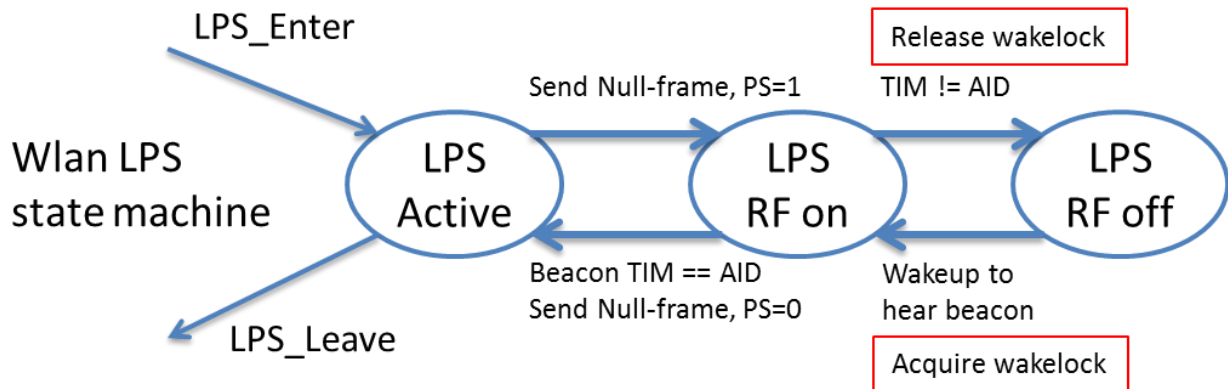 LPS_Enter
Release wakelock
Send Null-frame, PS=1
TIM != AID
Wlan LPS
state machine
LPS
Active
LPS
RF on
LPS
RF off
Beacon TIM == AID
Send Null-frame, PS=0
Wakeup to
hear beacon
LPS_Leave
Acquire wakelock